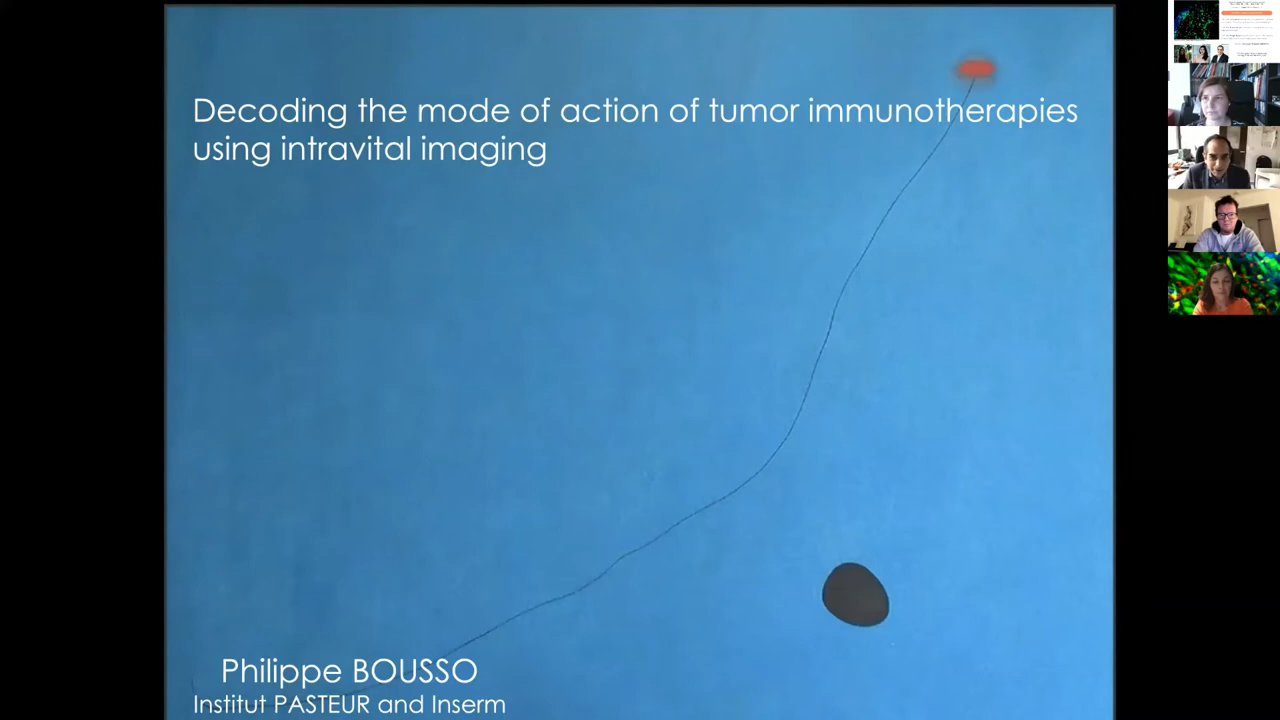 Decoding the mode of action of tumor immunotherapies
using intravital imaging
Philippe BOUSSO
Institut PASTEUR and Inserm